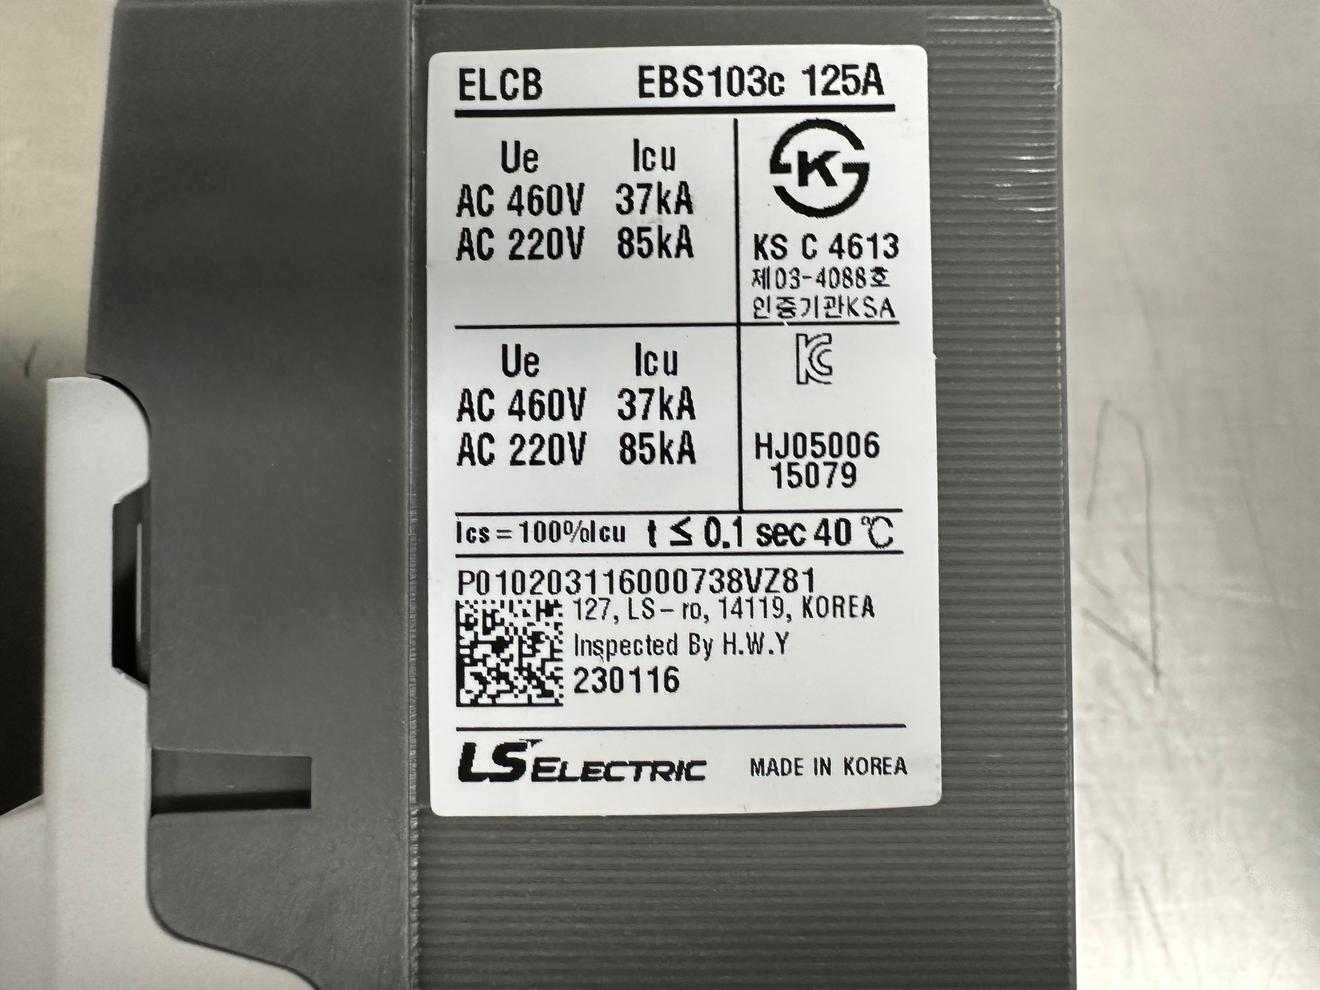 ELCB EBS103c 125A
Ue Icu
AC 460V 37kA
AC 220V 85kA
K
KS C 4613
제03-4088호
인증기관KSA
Ue Icu
AC 460V 37kA
AC 220V 85kA
KC
HJ05006
15079
Ics = 100%Icu t ≤ 0.1 sec 40 ℃
P010203116000738VZ81
127, LS-ro, 14119, KOREA
Inspected By H.W.Y
230116
LS ELECTRIC MADE IN KOREA